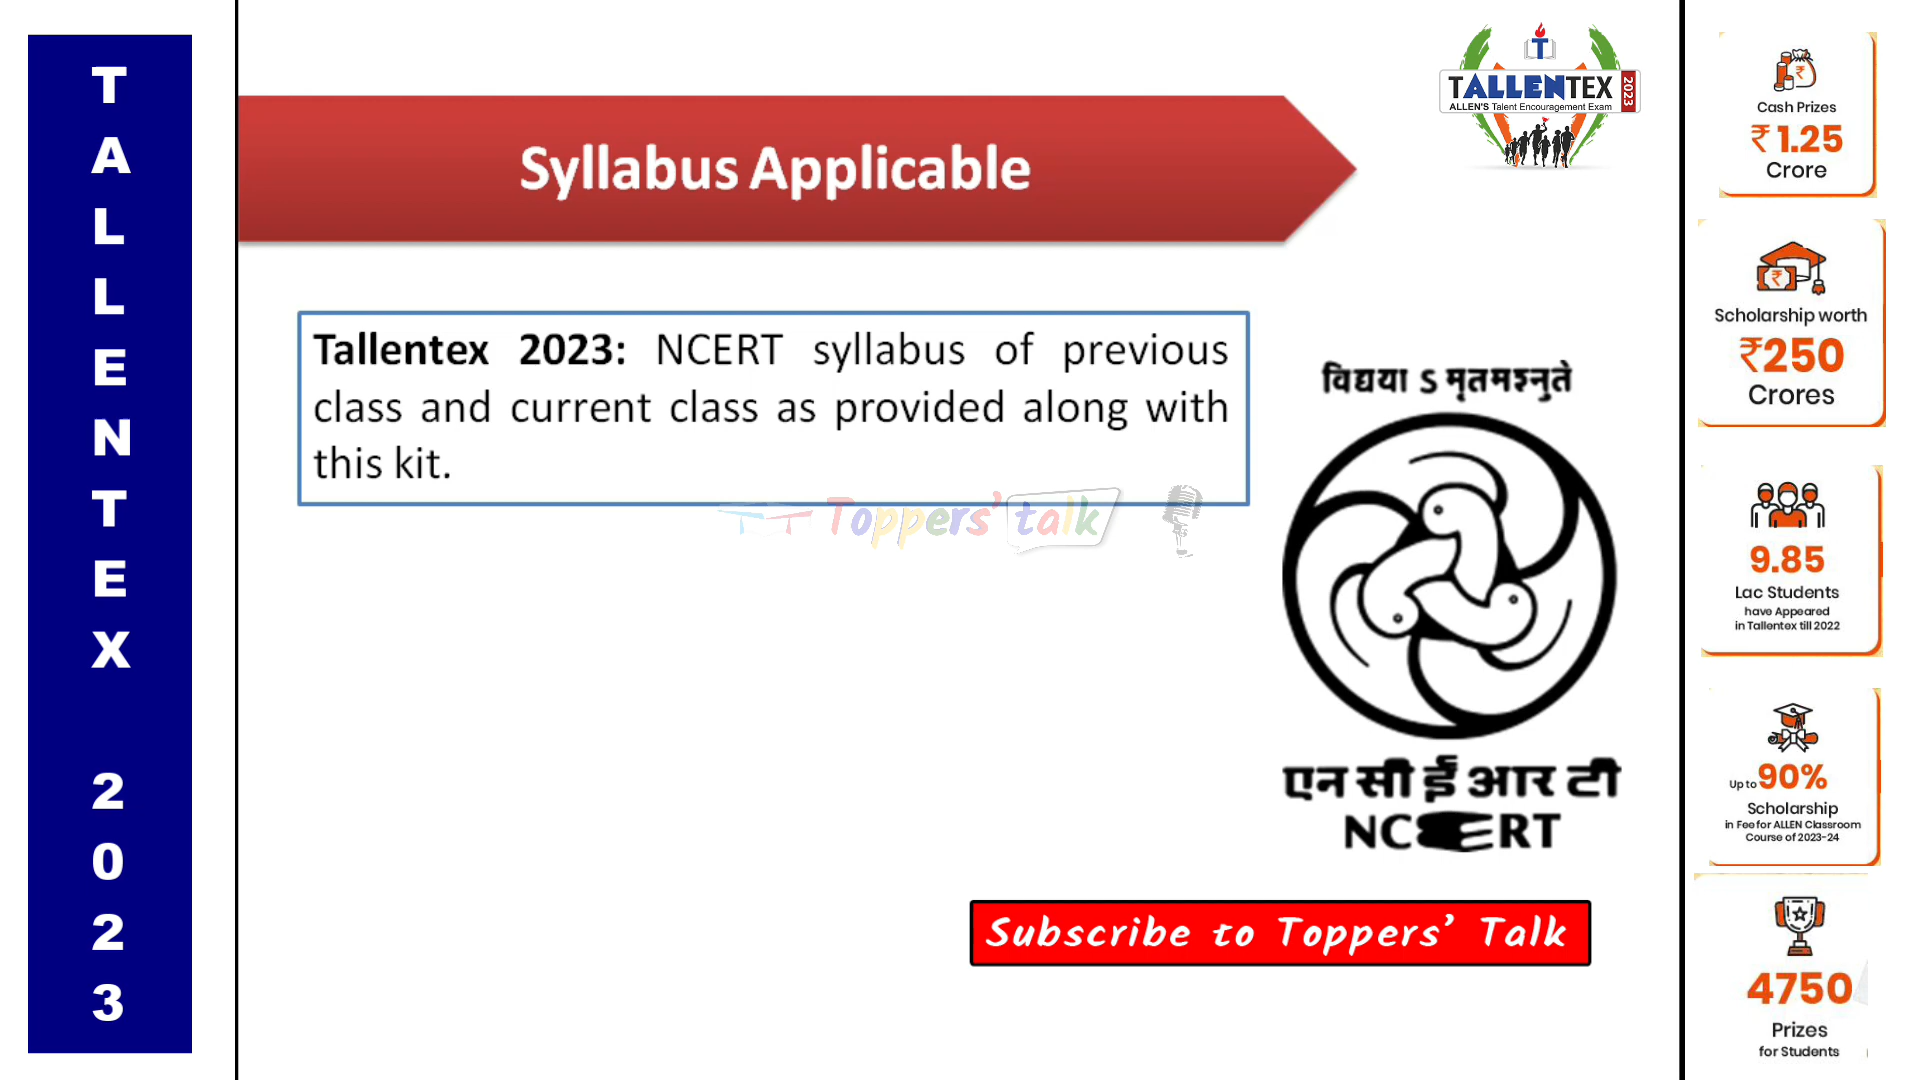 T
A
L
L
E
N
T
E
X
2
0
2
3
Syllabus Applicable
T
TALLENTEX 2023
ALLEN'S Talent Encouragement Exam
Tallentex 2023: NCERT syllabus of previous
class and current class as provided along with
this kit.
Toppers' talk
विद्यया ऽ मृतमश्नुते
एन सी ई आर टी
NCERT
Subscribe to Toppers' Talk
Cash Prizes
₹ 1.25
Crore
Scholarship worth
₹250
Crores
9.85
Lac Students
have Appeared
in Tallentex till 2022
Up to 90%
Scholarship
in Fee for ALLEN Classroom
Course of 2023-24
4750
Prizes
for Students